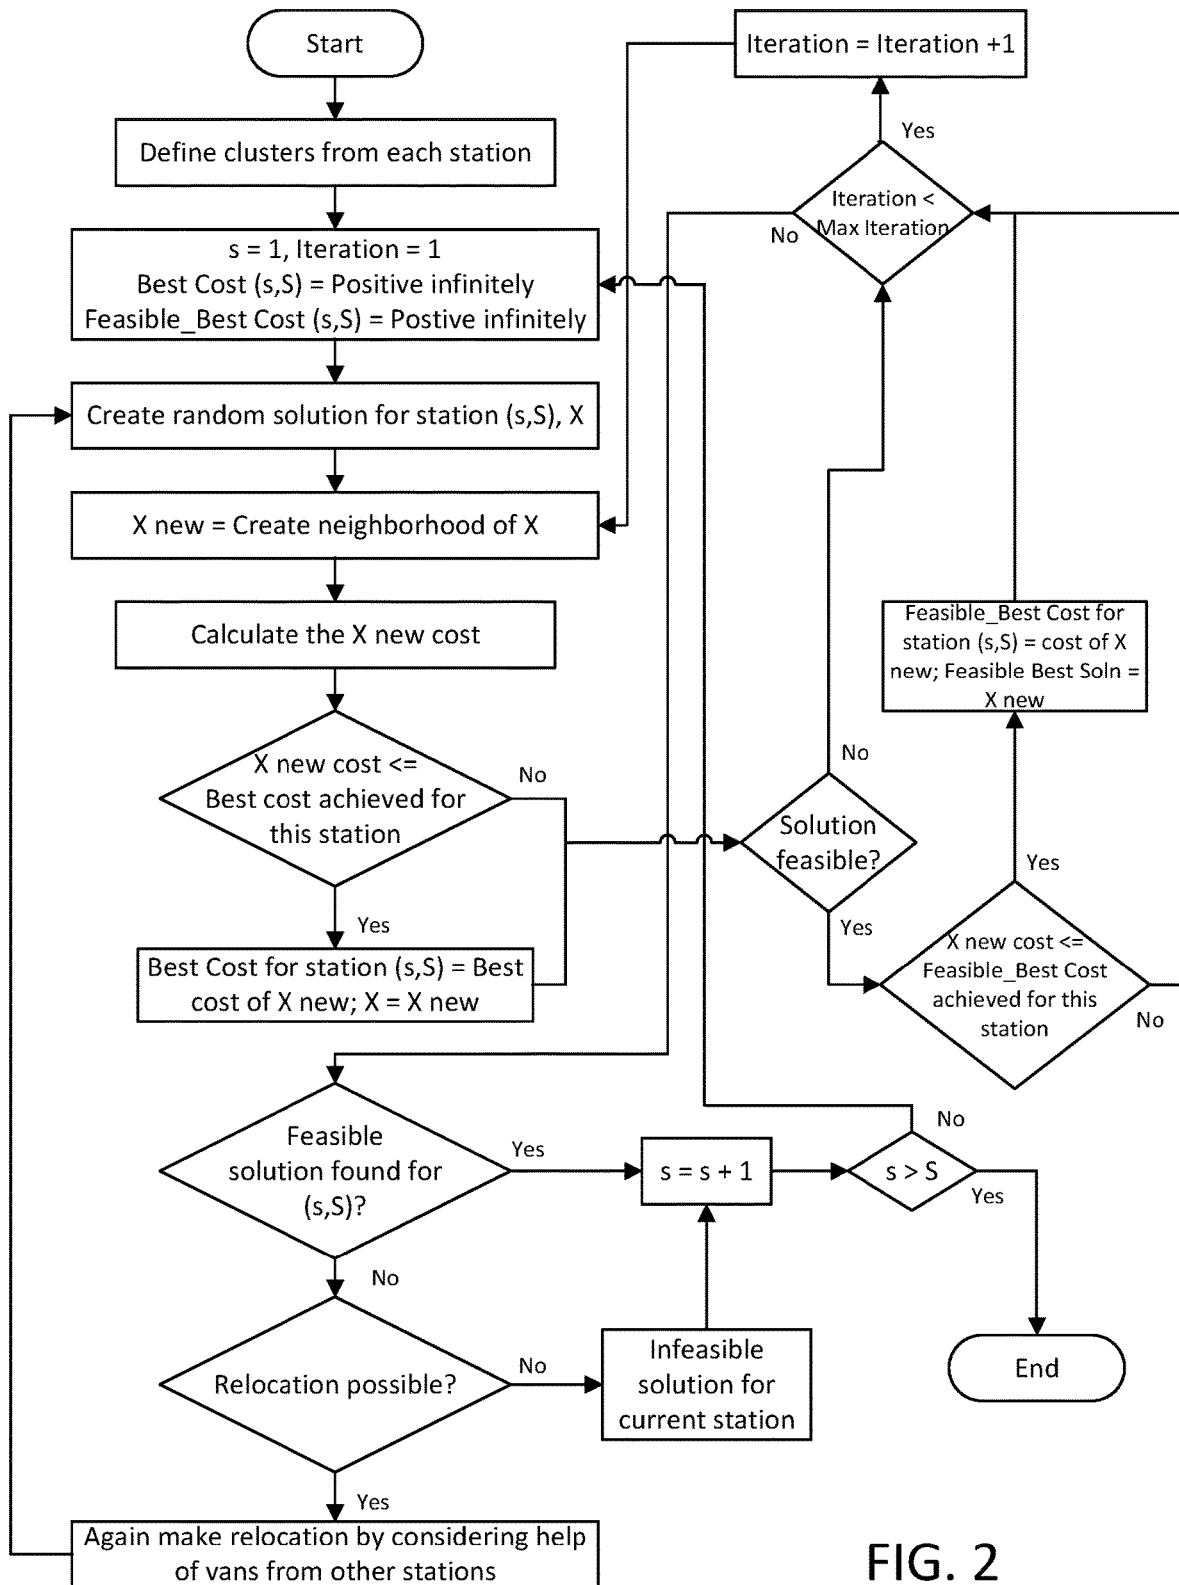 Start
Iteration = Iteration +1
Define clusters from each station
Yes
Iteration <
Max Iteration
No
s = 1, Iteration = 1
Best Cost (s,S) = Positive infinitely
Feasible_Best Cost (s,S) = Postive infinitely
Create random solution for station (s,S), X
X new = Create neighborhood of X
Calculate the X new cost
Feasible_Best Cost for
station (s,S) = cost of X
new; Feasible Best Soln =
X new
X new cost <=
Best cost achieved for
this station
No
No
Solution
feasible?
Yes
Yes
Yes
Best Cost for station (s,S) = Best
cost of X new; X = X new
X new cost <=
Feasible_Best Cost
achieved for this
station
No
Feasible
solution found for
(s,S)?
Yes
s = s + 1
No
s > S
Yes
No
Relocation possible?
No
Infeasible
solution for
current station
End
Yes
Again make relocation by considering help
of vans from other stations
FIG. 2